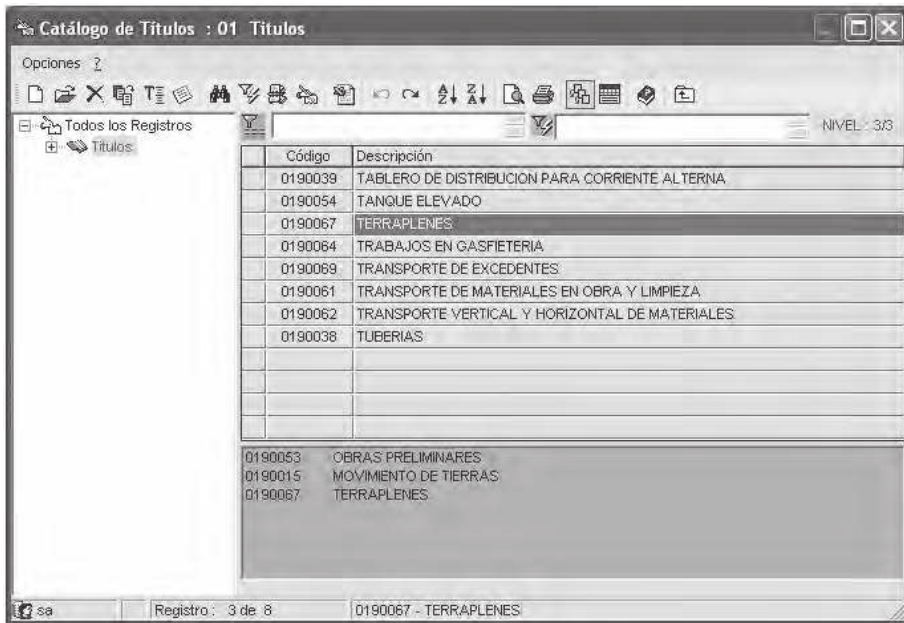 Catálogo de Títulos : 01 Titulos
Opciones ?
Todos los Registros
Titulos
NIVEL : 3/3
Código Descripción
0190039 TABLERO DE DISTRIBUCION PARA CORRIENTE ALTERNA
0190054 TANQUE ELEVADO
0190067 TERRAPLENES
0190064 TRABAJOS EN GASFIETERIA
0190069 TRANSPORTE DE EXCEDENTES
0190061 TRANSPORTE DE MATERIALES EN OBRA Y LIMPIEZA
0190062 TRANSPORTE VERTICAL Y HORIZONTAL DE MATERIALES
0190038 TUBERIAS
0190053 OBRAS PRELIMINARES
0190015 MOVIMIENTO DE TIERRAS
0190067 TERRAPLENES
sa Registro : 3 de 8 0190067 - TERRAPLENES